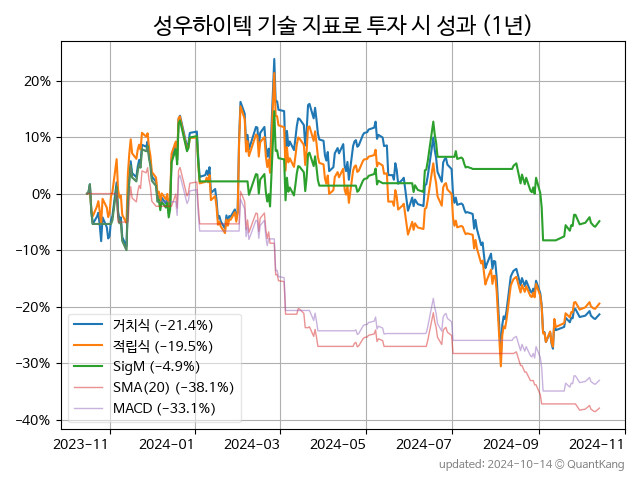 성우하이텍 기술 지표로 투자 시 성과 (1년)
20%
10%
0%
−10%
−20%
−30%
−40%
거치식 (−21.4%)
적립식 (−19.5%)
SigM (−4.9%)
SMA(20) (−38.1%)
MACD (−33.1%)
2023−11 2024−01 2024−03 2024−05 2024−07 2024−09 2024−11
updated: 2024−10−14 © QuantKang